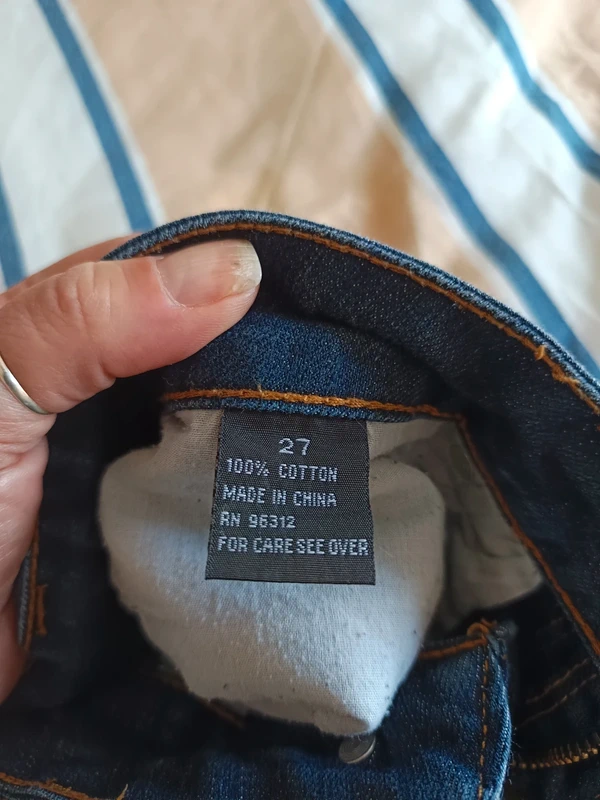 27
100% COTTON
MADE IN CHINA
RN 96312
FOR CARE SEE OVER